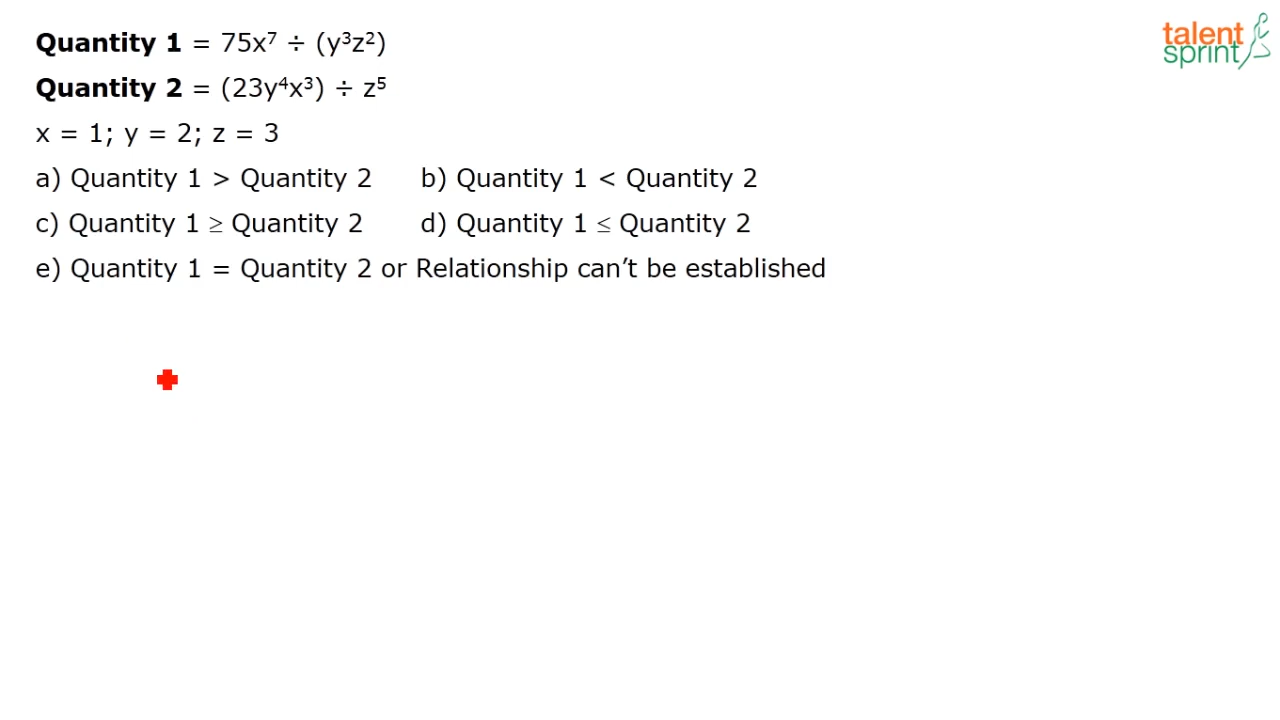 Quantity 1 = 75x⁷ ÷ (y³z²)
talent
sprint
Quantity 2 = (23y⁴x³) ÷ z⁵
x = 1; y = 2; z = 3
a) Quantity 1 > Quantity 2 b) Quantity 1 < Quantity 2
c) Quantity 1 ≥ Quantity 2 d) Quantity 1 ≤ Quantity 2
e) Quantity 1 = Quantity 2 or Relationship can’t be established